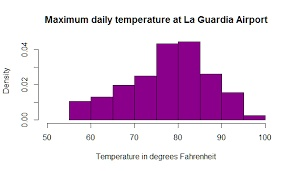 Maximum daily temperature at La Guardia Airport
Density
0.04
0.02
0.00
50 60 70 80 90 100
Temperature in degrees Fahrenheit